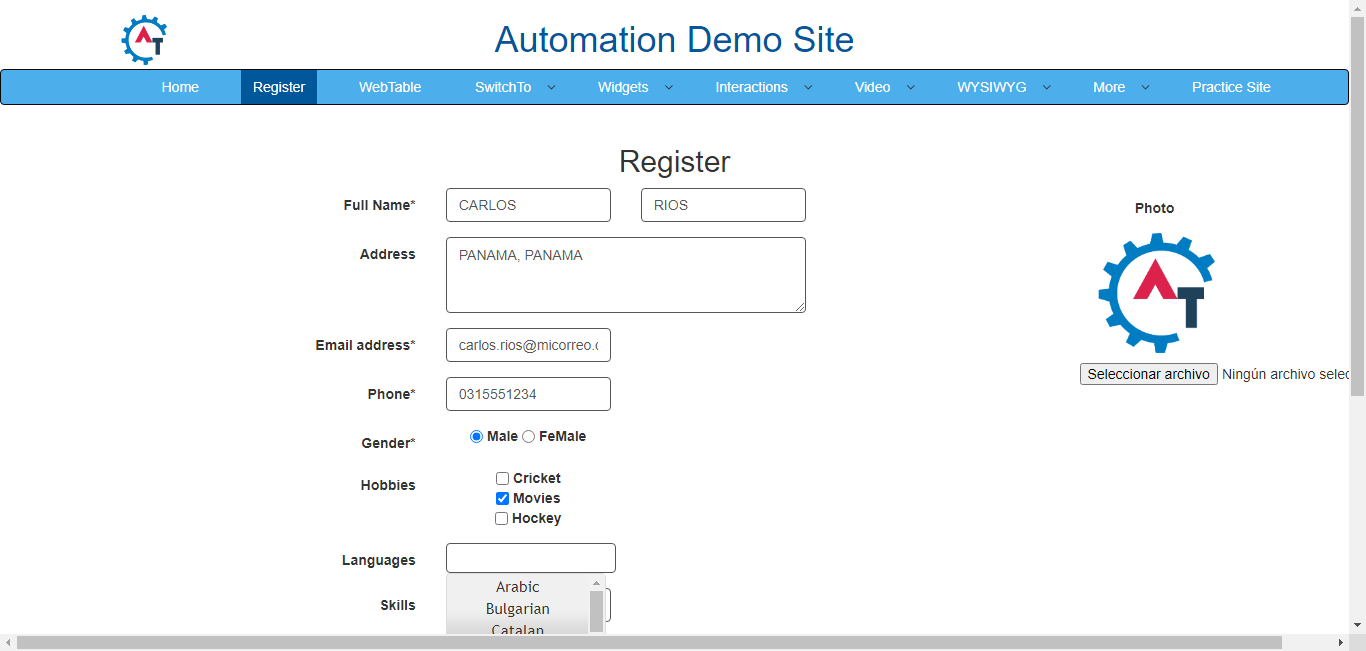 AT
Automation Demo Site
Home Register WebTable SwitchTo Widgets Interactions Video WYSIWYG More Practice Site
Register
Full Name* CARLOS RIOS
Photo
Address PANAMA, PANAMA
AT
Email address* carlos.rios@micorreo.
Seleccionar archivo Ningún archivo selec
Phone* 0315551234
Gender* Male FeMale
Hobbies Cricket
Movies
Hockey
Languages
Arabic
Skills Bulgarian
Catalan